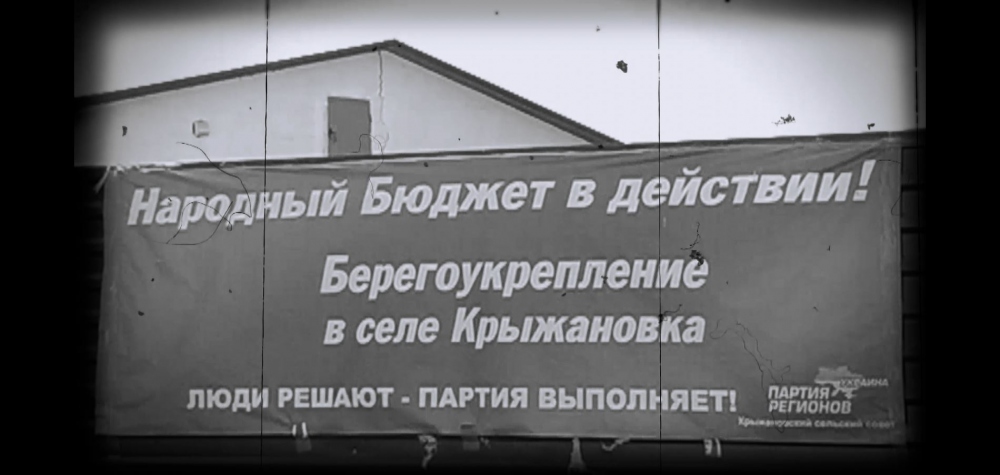 Народный Бюджет в действии!
Берегоукрепление
в селе Крыжановка
ЛЮДИ РЕШАЮТ - ПАРТИЯ ВЫПОЛНЯЕТ!
УКРАИНА
ПАРТИЯ
РЕГИОНОВ
Крыжановский сельский совет